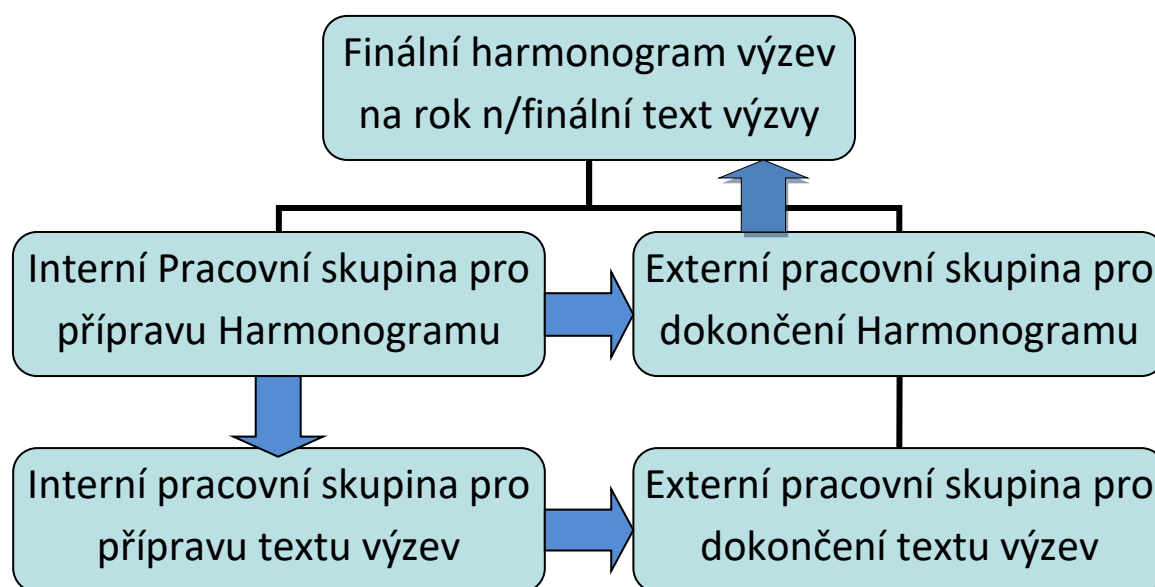 Finální harmonogram výzev
na rok n/finální text výzvy
Interní Pracovní skupina pro
přípravu Harmonogramu
Externí pracovní skupina pro
dokončení Harmonogramu
Interní pracovní skupina pro
přípravu textu výzev
Externí pracovní skupina pro
dokončení textu výzev